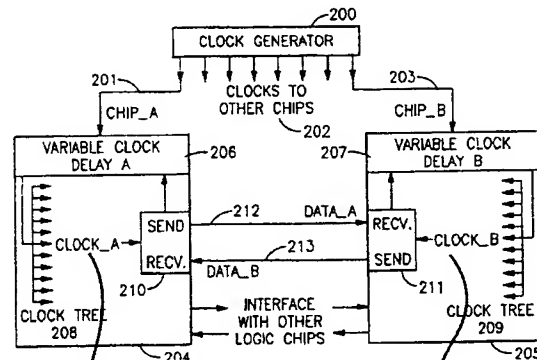 200
CLOCK GENERATOR
201
203
CLOCKS TO
OTHER CHIPS
202
CHIP_A
CHIP_B
VARIABLE CLOCK
DELAY A
206
207
VARIABLE CLOCK
DELAY B
212
DATA_A
SEND
RECV.
CLOCK_A
RECV.
SEND
CLOCK_B
213
DATA_B
210
211
CLOCK TREE
208
INTERFACE
WITH OTHER
LOGIC CHIPS
CLOCK TREE
209
204
205